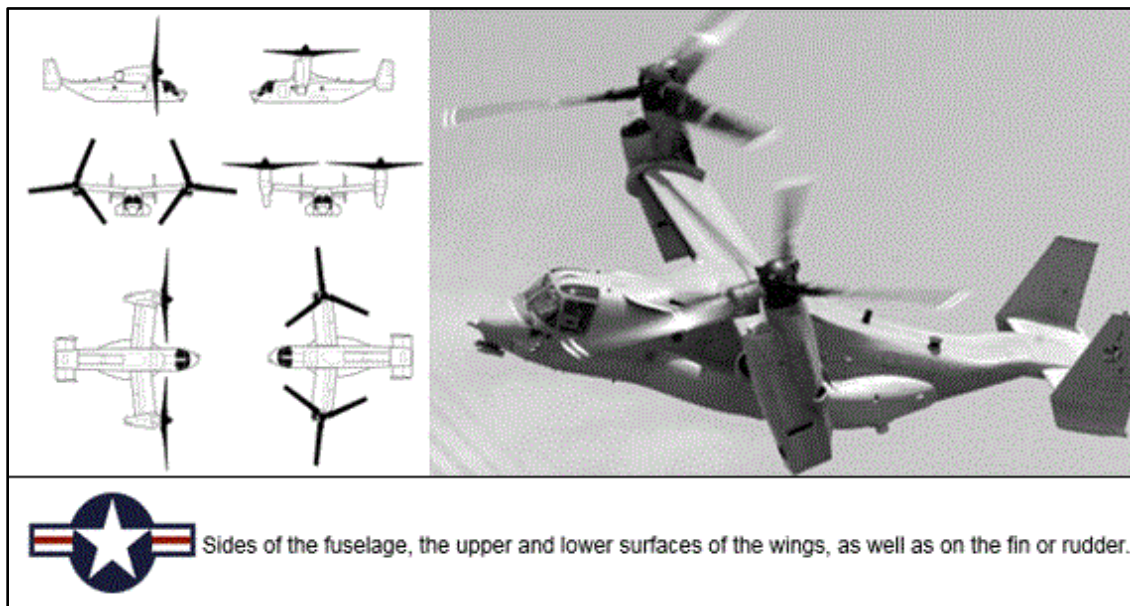 Sides of the fuselage, the upper and lower surfaces of the wings, as well as on the fin or rudder.